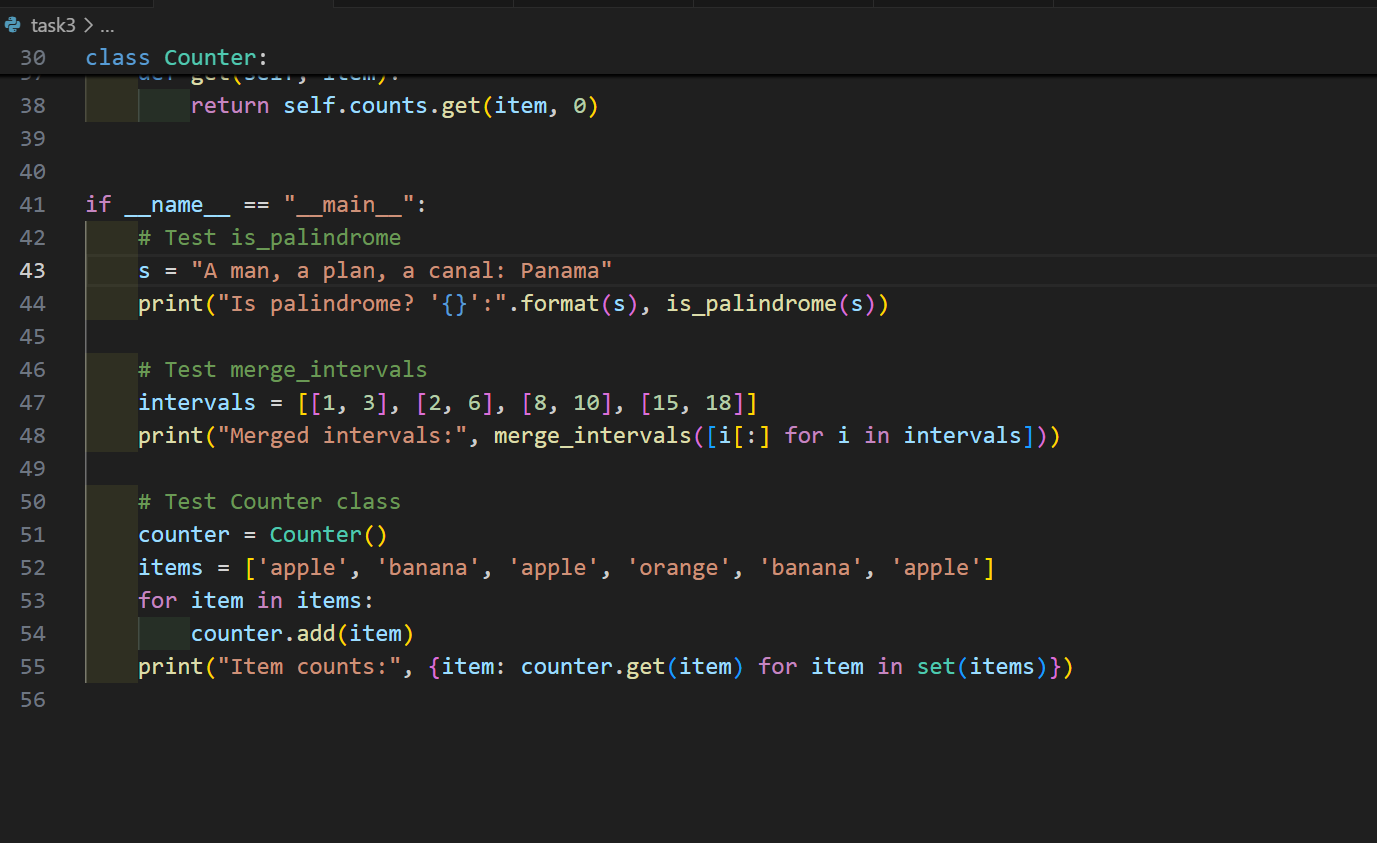 task3 > ...
30 class Counter:
38 return self.counts.get(item, 0)
39
40
41 if __name__ == "__main__":
42 # Test is_palindrome
43 s = "A man, a plan, a canal: Panama"
44 print("Is palindrome? '{}':".format(s), is_palindrome(s))
45
46 # Test merge_intervals
47 intervals = [[1, 3], [2, 6], [8, 10], [15, 18]]
48 print("Merged intervals:", merge_intervals([i[:] for i in intervals]))
49
50 # Test Counter class
51 counter = Counter()
52 items = ['apple', 'banana', 'apple', 'orange', 'banana', 'apple']
53 for item in items:
54 counter.add(item)
55 print("Item counts:", {item: counter.get(item) for item in set(items)})
56